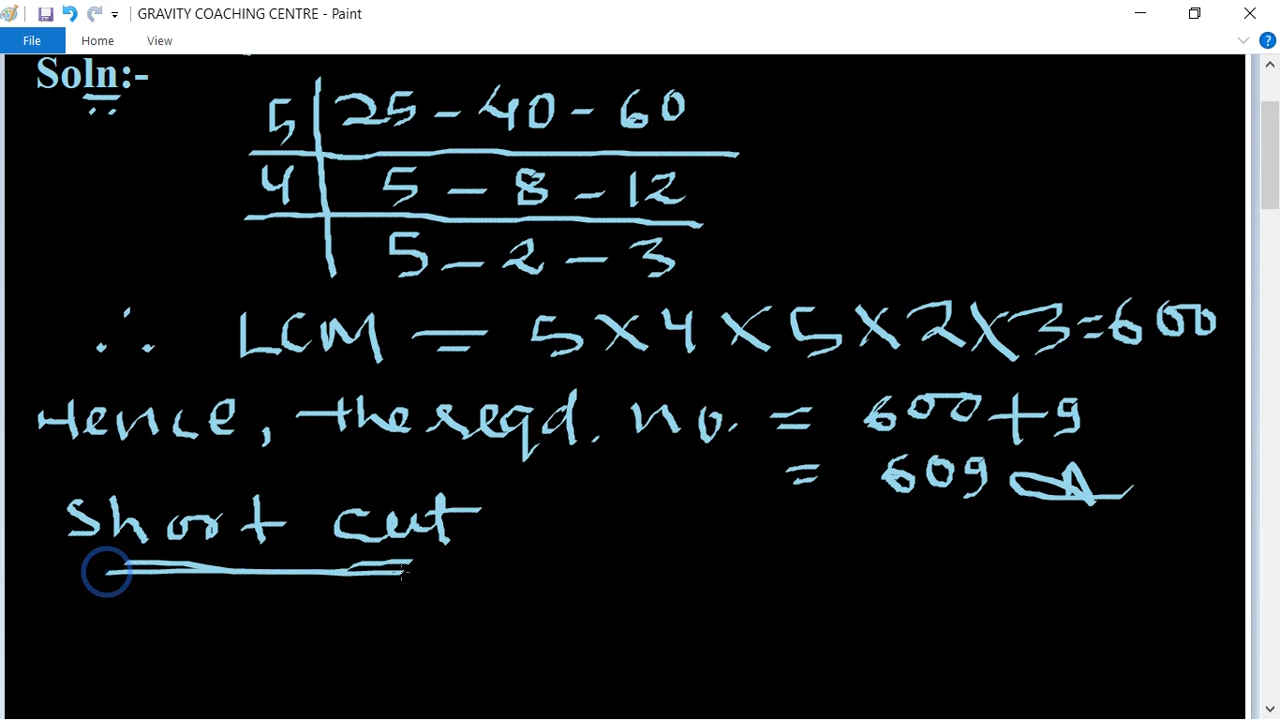 GRAVITY COACHING CENTRE - Paint
File Home View
Soln:-
5 | 25 - 40 - 60
4 | 5 - 8 - 12
5 - 2 - 3
∴ LCM = 5 X 4 X 5 X 2 X 3 = 600
Hence, the reqd. no. = 600 + 9
= 609
Short cut